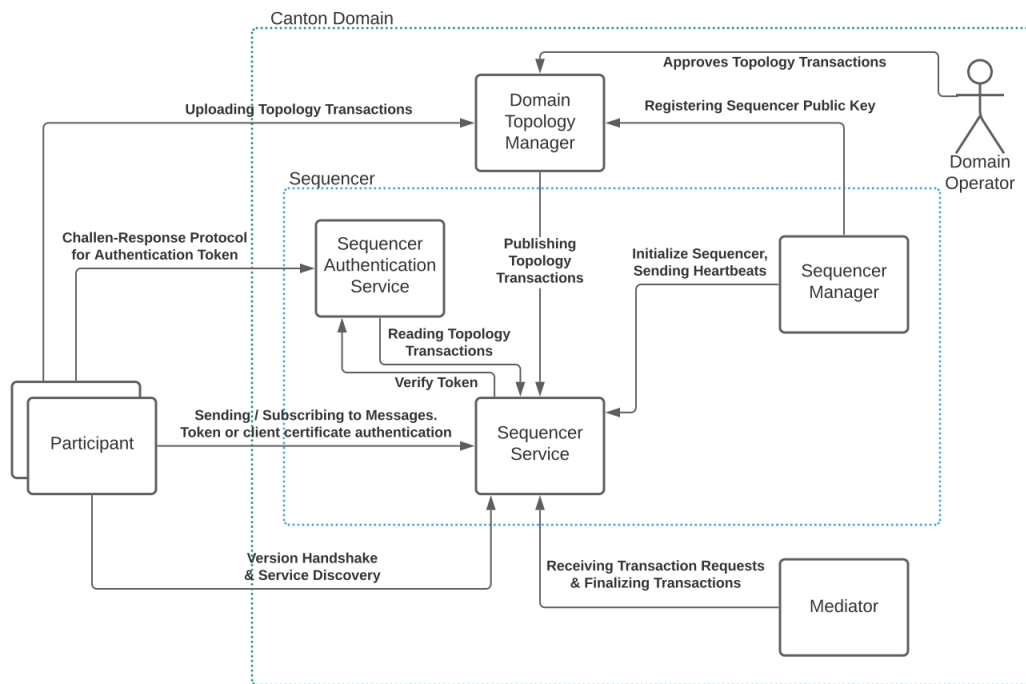 Canton Domain
Approves Topology Transactions
Uploading Topology Transactions
Domain
Topology
Manager
Registering Sequencer Public Key
Domain
Operator
Sequencer
Challen-Response Protocol
for Authentication Token
Sequencer
Authentication
Service
Publishing
Topology
Transactions
Initialize Sequencer,
Sending Heartbeats
Sequencer
Manager
Reading Topology
Transactions
Verify Token
Participant
Sending / Subscribing to Messages.
Token or client certificate authentication
Sequencer
Service
Version Handshake
& Service Discovery
Receiving Transaction Requests
& Finalizing Transactions
Mediator